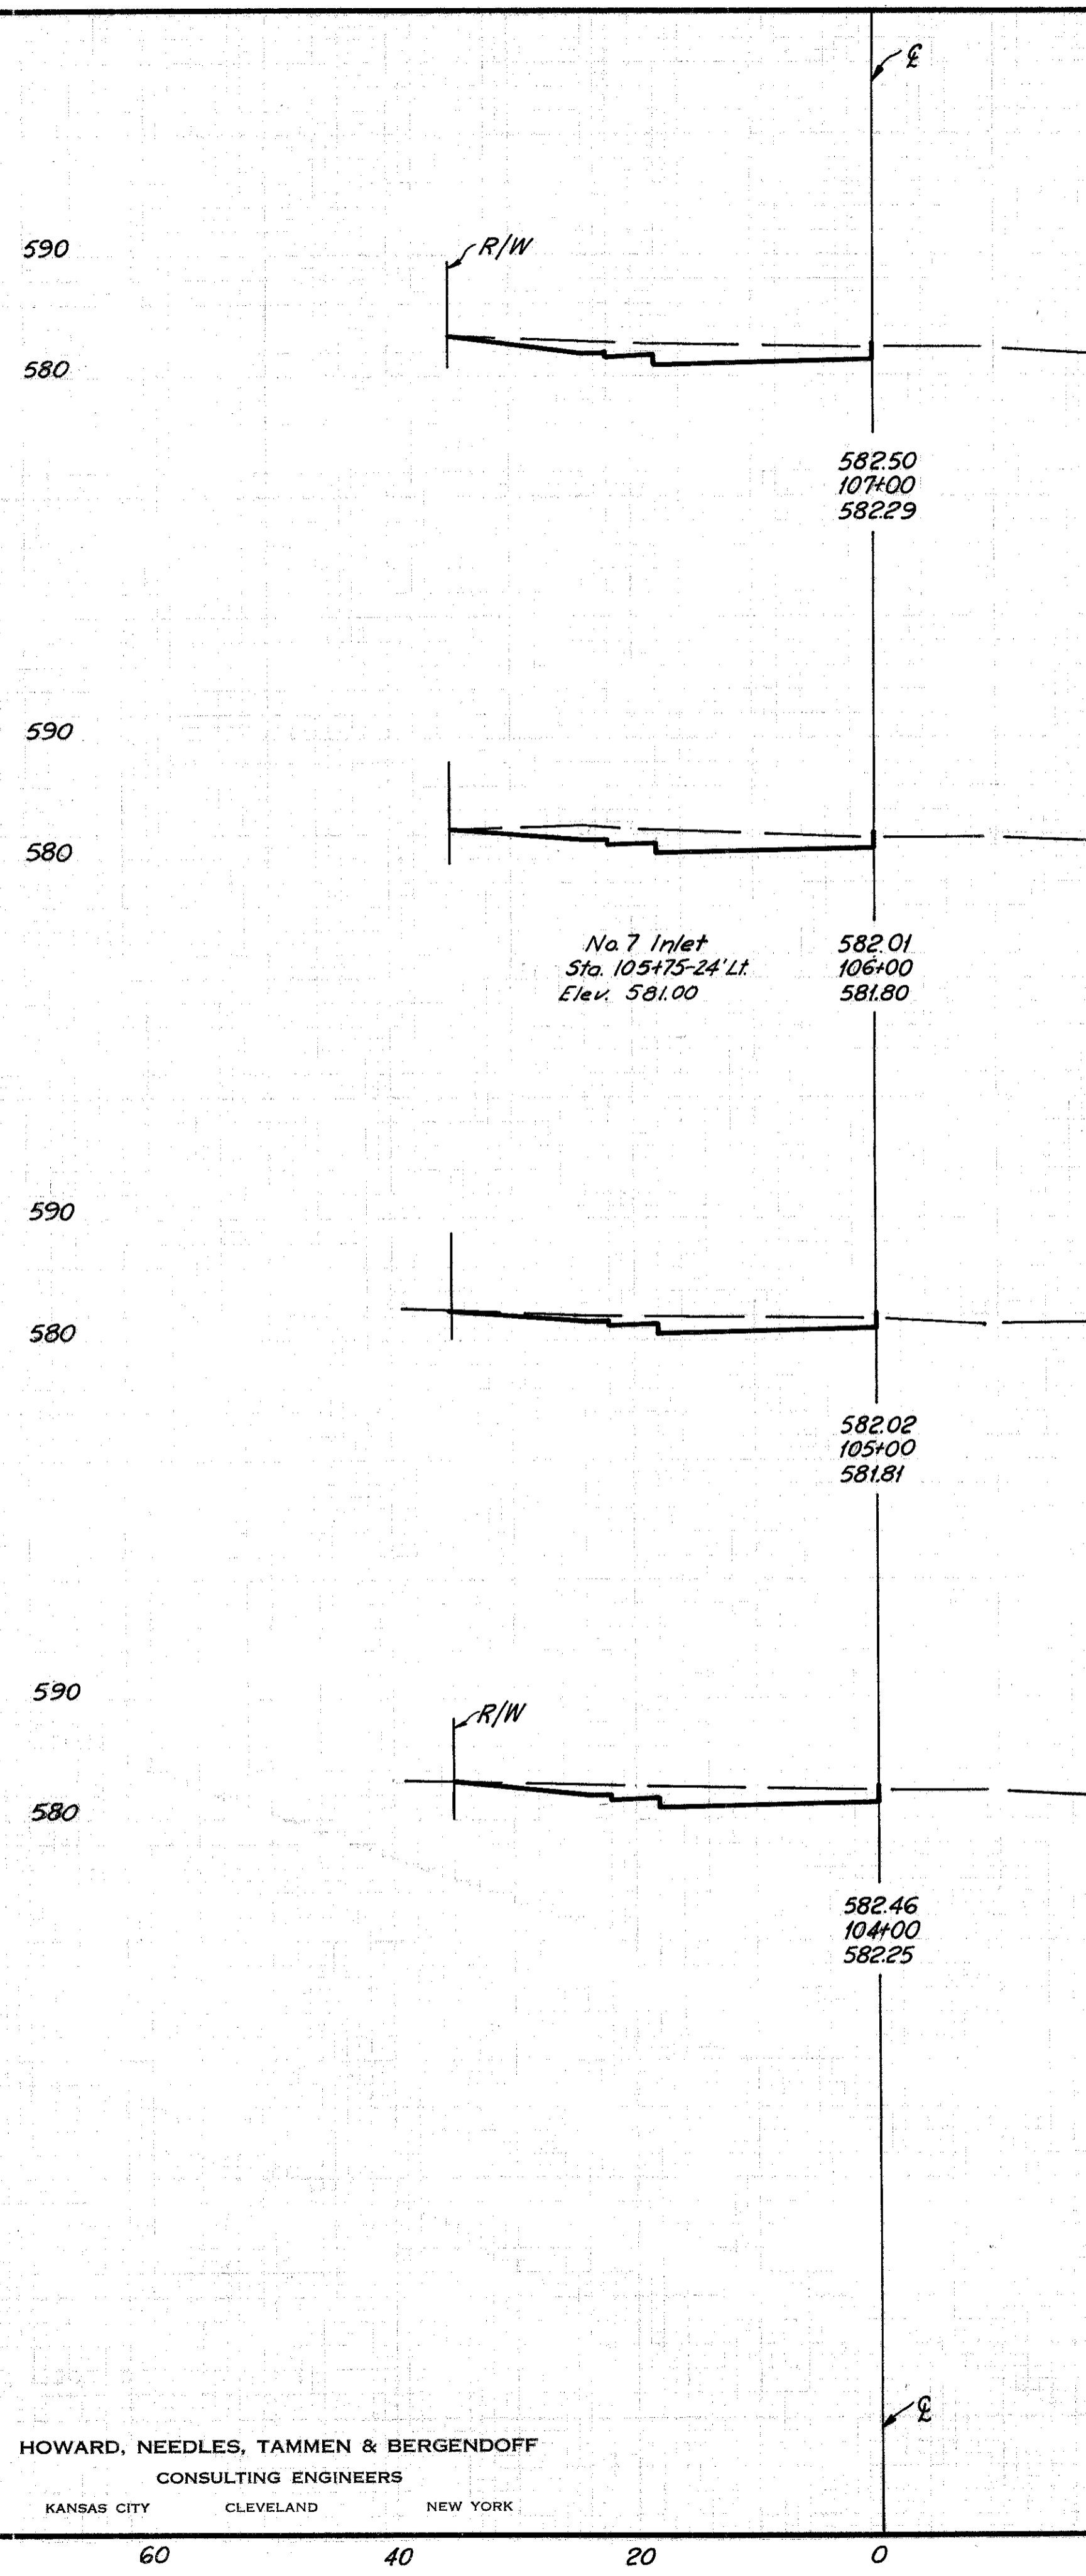 ℄
590
R/W
580
582.50
107+00
582.29
590
580
No. 7 Inlet
Sta. 105+75-24' Lt.
Elev. 581.00
582.01
106+00
581.80
590
580
582.02
105+00
581.81
590
R/W
580
582.46
104+00
582.25
℄
HOWARD, NEEDLES, TAMMEN & BERGENDOFF
CONSULTING ENGINEERS
KANSAS CITY CLEVELAND NEW YORK
60 40 20 0